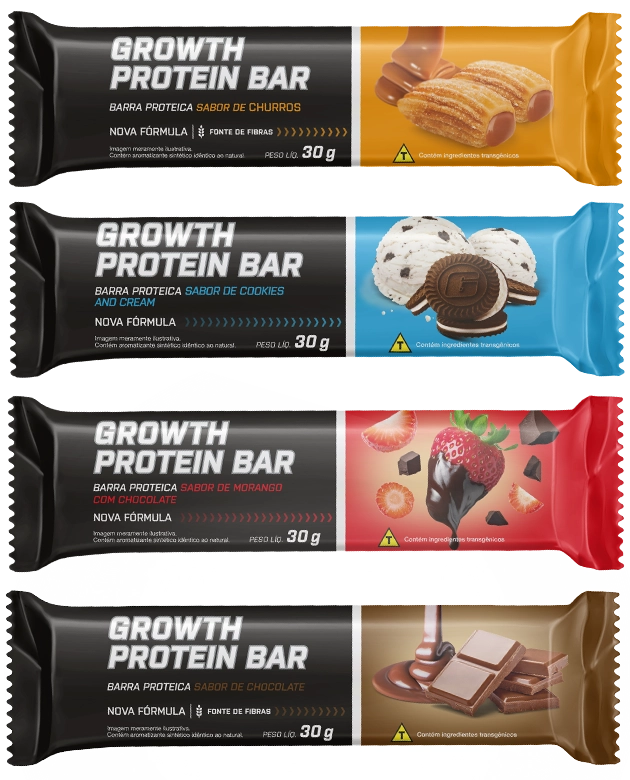 GROWTH
PROTEIN BAR
BARRA PROTEICA SABOR DE CHURROS
NOVA FÓRMULA | FONTE DE FIBRAS
Imagem meramente ilustrativa.
Contém aromatizante sintético idêntico ao natural.
PESO LÍQ. 30 g
T Contém ingredientes transgênicos
GROWTH
PROTEIN BAR
BARRA PROTEICA SABOR DE COOKIES
AND CREAM
NOVA FÓRMULA
Imagem meramente ilustrativa.
Contém aromatizante sintético idêntico ao natural.
PESO LÍQ. 30 g
G
T Contém ingredientes transgênicos
GROWTH
PROTEIN BAR
BARRA PROTEICA SABOR DE MORANGO
COM CHOCOLATE
NOVA FÓRMULA
Imagem meramente ilustrativa.
Contém aromatizante sintético idêntico ao natural.
PESO LÍQ. 30 g
T Contém ingredientes transgênicos
GROWTH
PROTEIN BAR
BARRA PROTEICA SABOR DE CHOCOLATE
NOVA FÓRMULA | FONTE DE FIBRAS
Imagem meramente ilustrativa.
Contém aromatizante sintético idêntico ao natural.
PESO LÍQ. 30 g
T Contém ingredientes transgênicos